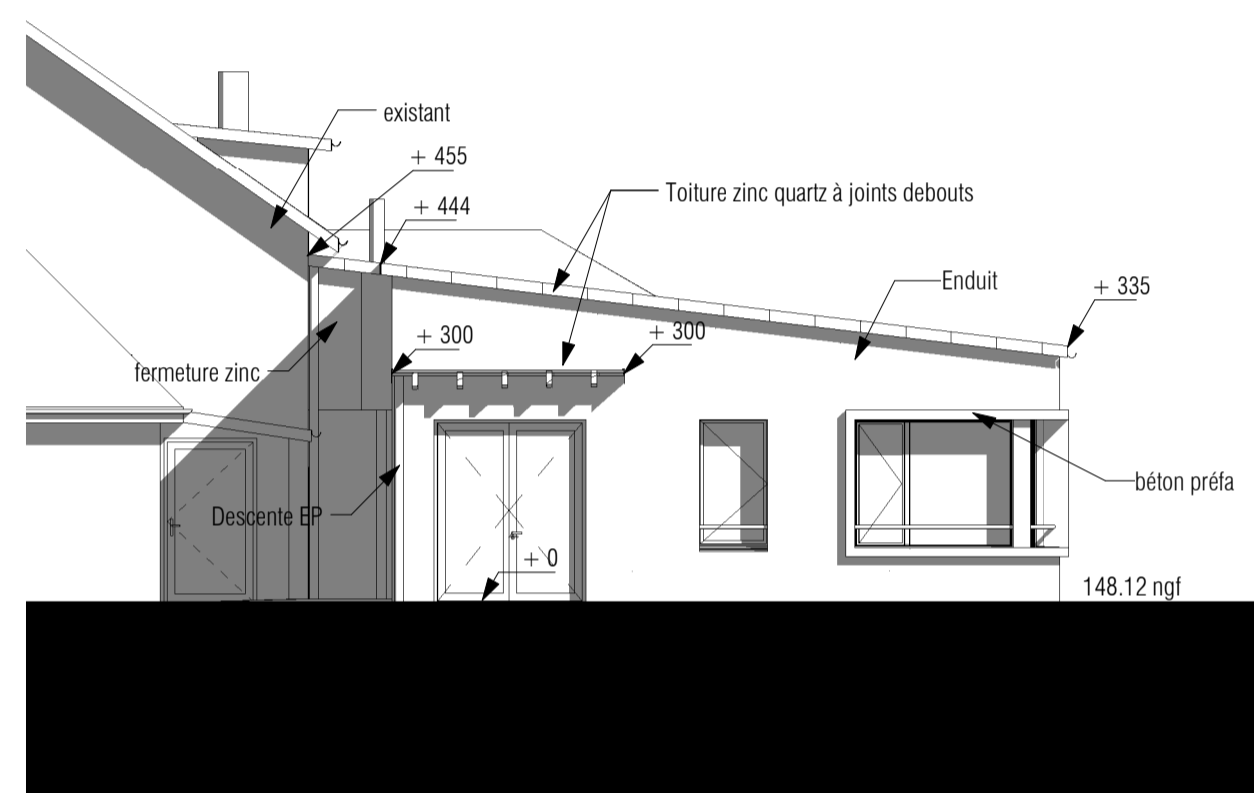 existant
+ 455
Toiture zinc quartz à joints debouts
+ 444
Enduit
+ 335
+ 300
+ 300
fermeture zinc
béton préfa
Descente EP
+ 0
148.12 ngf